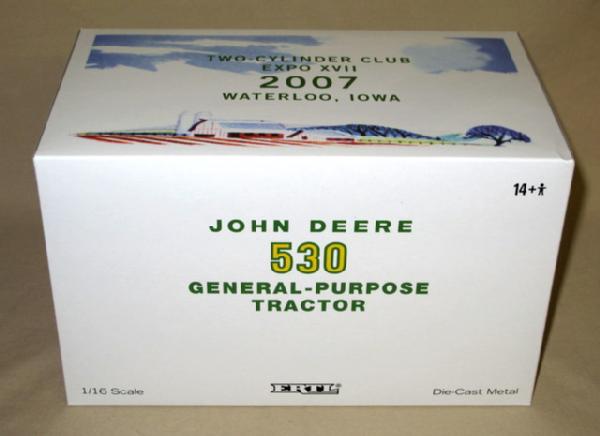 TWO-CYLINDER CLUB
EXPO XVII
2007
WATERLOO, IOWA
14+
JOHN DEERE
530
GENERAL-PURPOSE
TRACTOR
1/16 Scale
ERTL®
Die-Cast Metal